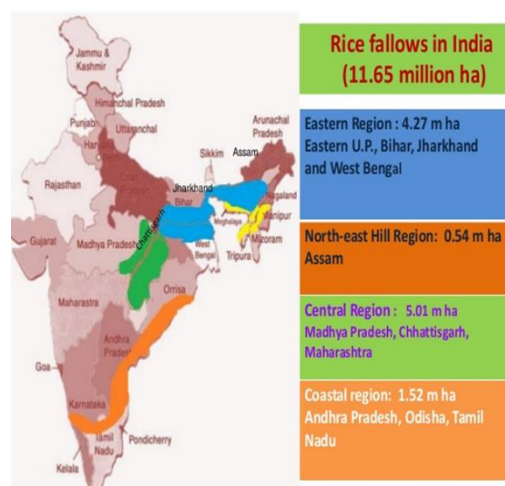 Jammu &
Kashmir
Himanchal Pradesh
Punjab
Uttaranchal
Haryana
Arunachal
Pradesh
Sikkim
Assam
Rajasthan
Jharkhand
Bihar
Nagaland
Meghalaya
Manipur
Gujarat
Madhya Pradesh
Chattisgarh
West
Bengal
Tripura
Mizoram
Orrisa
Maharastra
Andhra
Pradesh
Goa
Karnataka
Tamil
Nadu
Pondicherry
Kelala
Rice fallows in India
(11.65 million ha)
Eastern Region : 4.27 m ha
Eastern U.P., Bihar, Jharkhand
and West Bengal
North-east Hill Region: 0.54 m ha
Assam
Central Region : 5.01 m ha
Madhya Pradesh, Chhattisgarh,
Maharashtra
Coastal region: 1.52 m ha
Andhra Pradesh, Odisha, Tamil
Nadu